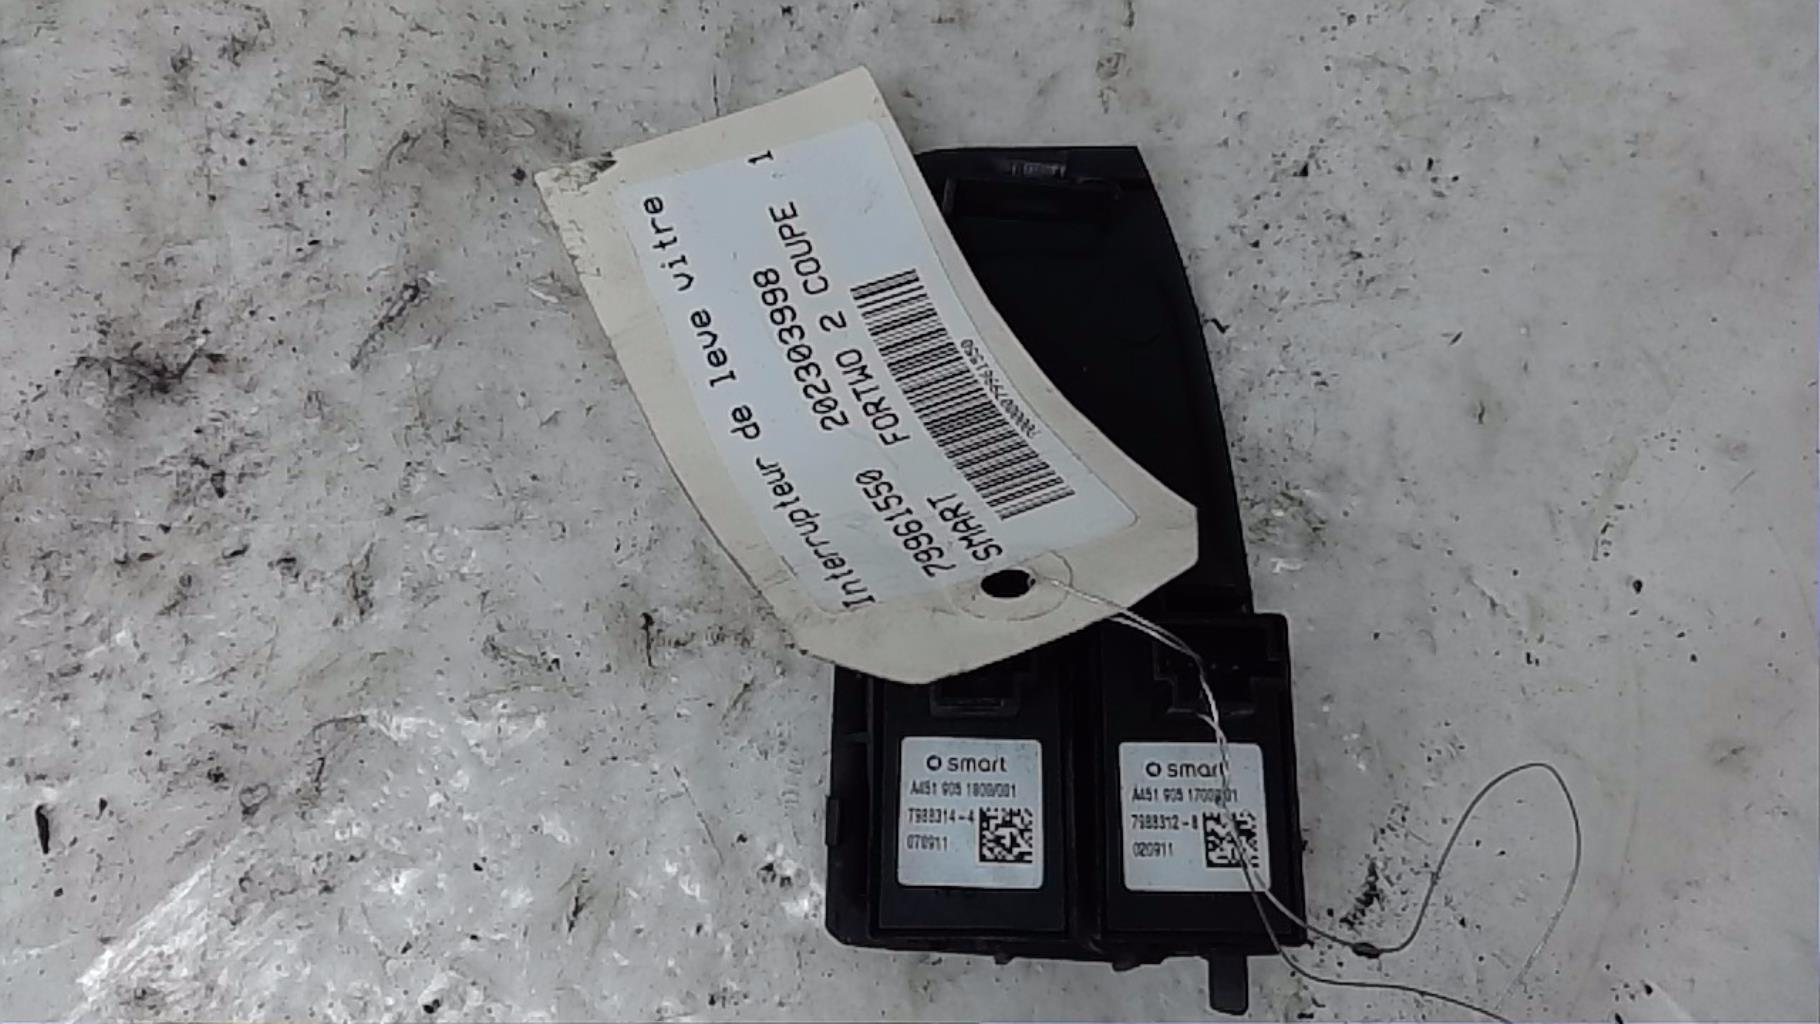 Interrupteur de leve vitre
79961550 2023039998
SMART FORTWO 2 COUPE 1
smart
A451 905 1800/001
7988314-4
070911
smart
A451 905 1700/001
7988312-8
020911